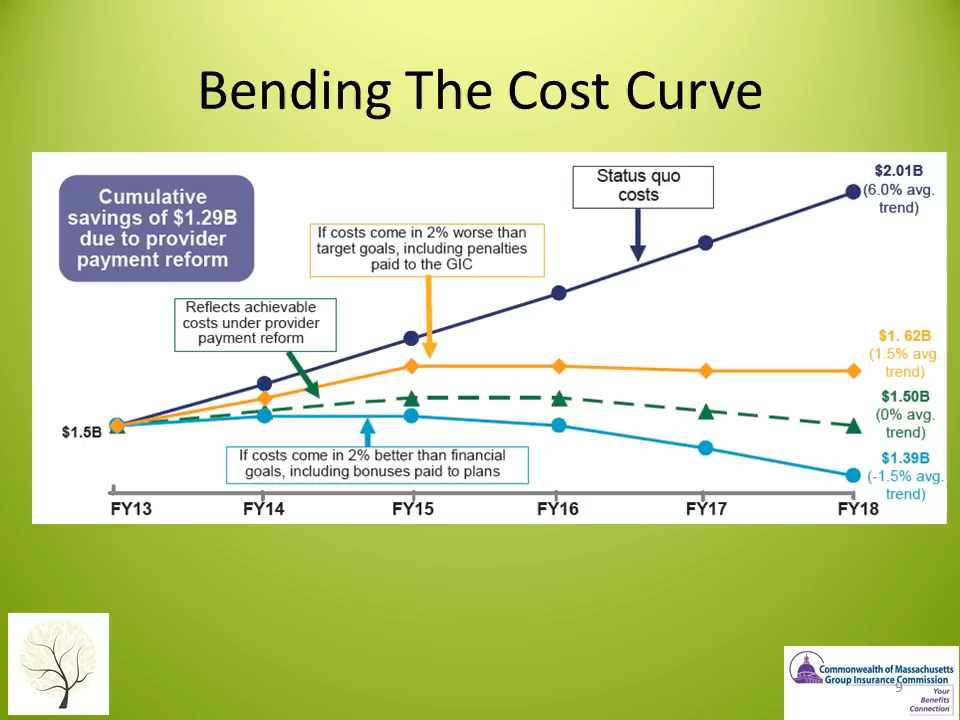 Bending The Cost Curve
Cumulative
savings of $1.29B
due to provider
payment reform
Status quo
costs
$2.01B
(6.0% avg.
trend)
If costs come in 2% worse than
target goals, including penalties
paid to the GIC
Reflects achievable
costs under provider
payment reform
$1. 62B
(1.5% avg.
trend)
$1.50B
(0% avg.
trend)
$1.5B
If costs come in 2% better than financial
goals, including bonuses paid to plans
$1.39B
(-1.5% avg.
trend)
FY13 FY14 FY15 FY16 FY17 FY18
Commonwealth of Massachusetts
Group Insurance Commission
9
Your
Benefits
Connection